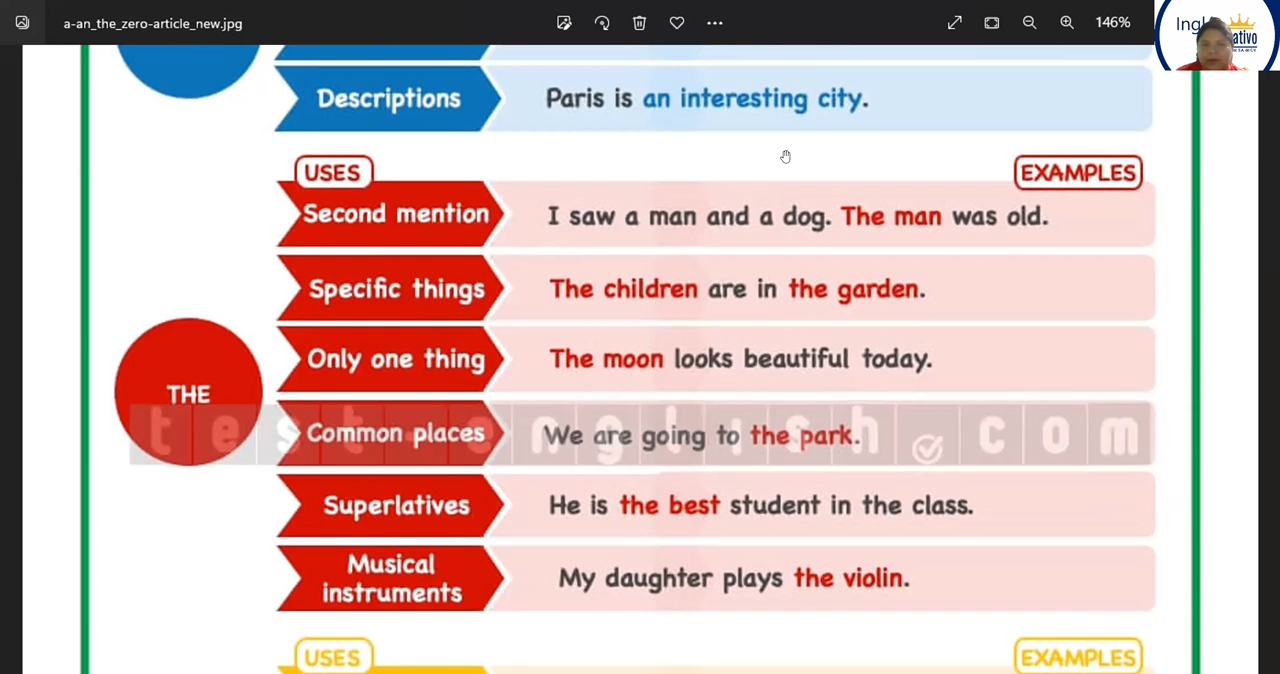 a-an_the_zero-article_new.jpg
146%
Descriptions
Paris is an interesting city.
USES
EXAMPLES
Second mention
I saw a man and a dog. The man was old.
Specific things
The children are in the garden.
Only one thing
The moon looks beautiful today.
THE
Common places
We are going to the park.
test-english.com
Superlatives
He is the best student in the class.
Musical
instruments
My daughter plays the violin.
USES
EXAMPLES